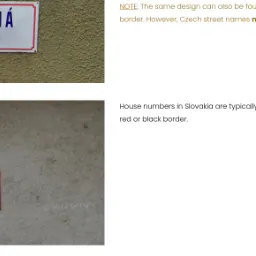 Á
NOTE: The same design can also be fou
border. However, Czech street names
House numbers in Slovakia are typically
red or black border.